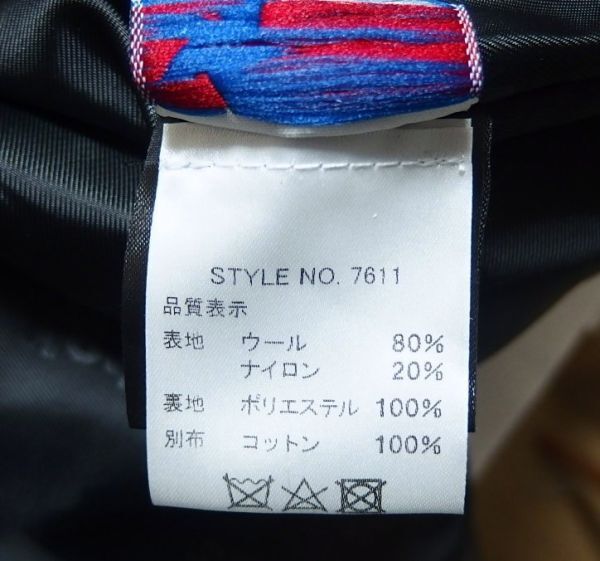 STYLE NO. 7611
品質表示
表地 ウール 80%
ナイロン 20%
裏地 ポリエステル 100%
別布 コットン 100%